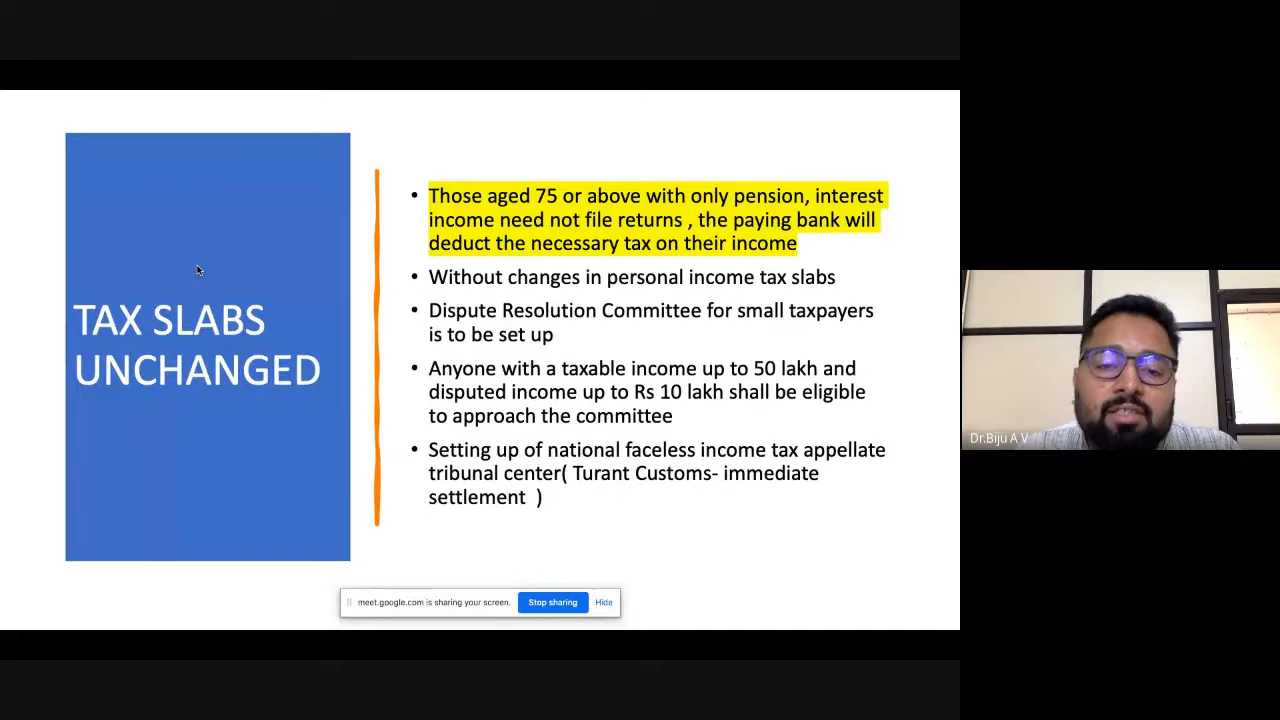 TAX SLABS
UNCHANGED
• Those aged 75 or above with only pension, interest
income need not file returns , the paying bank will
deduct the necessary tax on their income
• Without changes in personal income tax slabs
• Dispute Resolution Committee for small taxpayers
is to be set up
• Anyone with a taxable income up to 50 lakh and
disputed income up to Rs 10 lakh shall be eligible
to approach the committee
• Setting up of national faceless income tax appellate
tribunal center( Turant Customs- immediate
settlement )
meet.google.com is sharing your screen. Stop sharing Hide
Dr.Biju A V